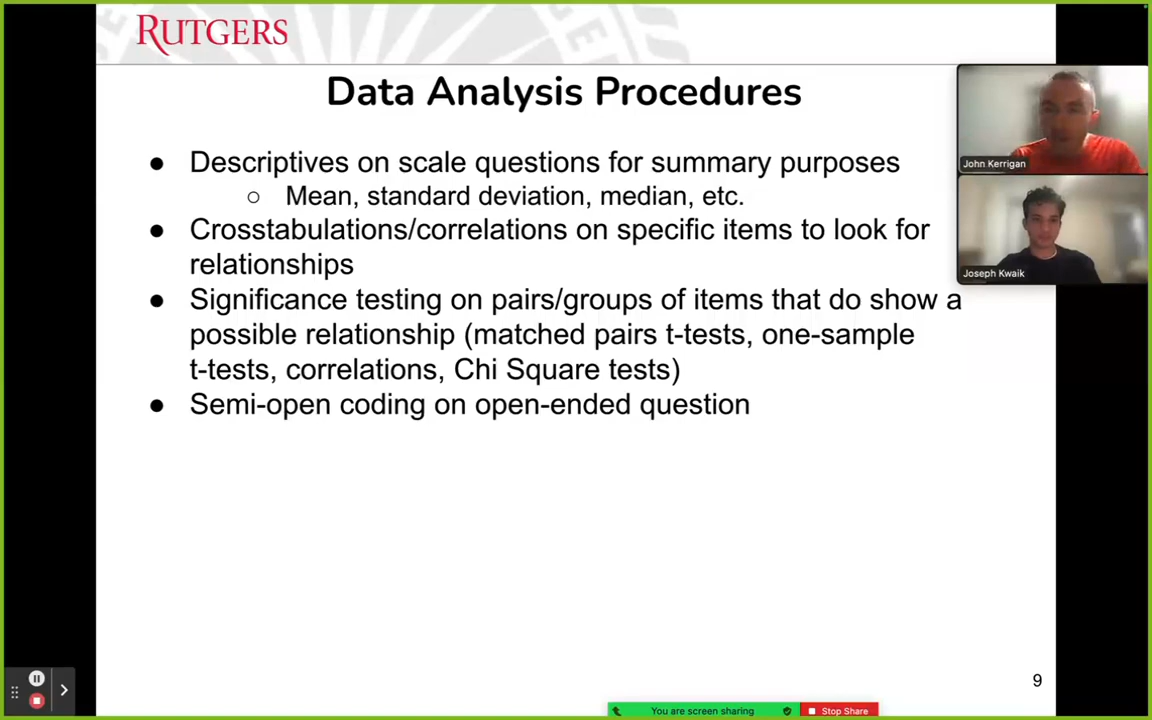 RUTGERS
Data Analysis Procedures
● Descriptives on scale questions for summary purposes
○ Mean, standard deviation, median, etc.
● Crosstabulations/correlations on specific items to look for
relationships
● Significance testing on pairs/groups of items that do show a
possible relationship (matched pairs t-tests, one-sample
t-tests, correlations, Chi Square tests)
● Semi-open coding on open-ended question
John Kerrigan
Joseph Kwaik
9
You are screen sharing
Stop Share